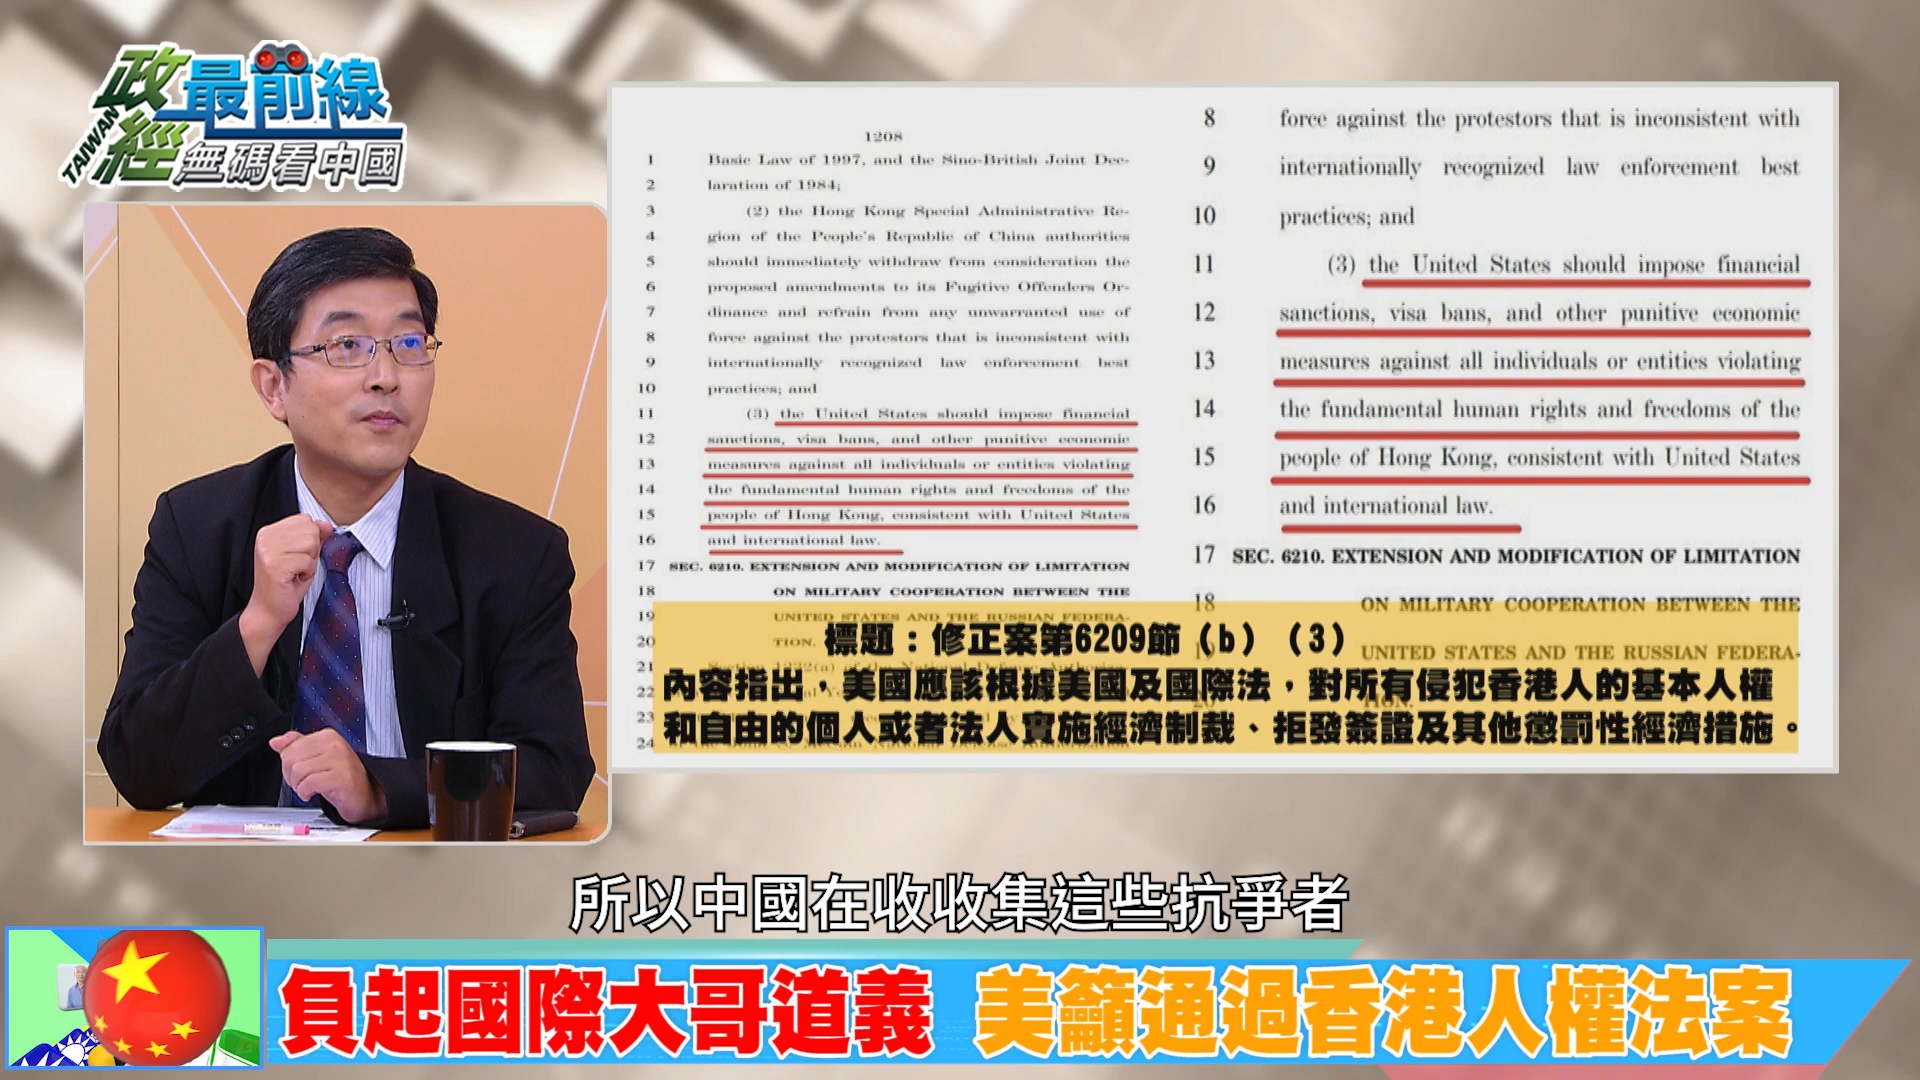 政經最前線
TAIWAN
無碼看中國
1208
1 Basic Law of 1997, and the Sino-British Joint Dec-
2 laration of 1984;
3 (2) the Hong Kong Special Administrative Re-
4 gion of the People's Republic of China authorities
5 should immediately withdraw from consideration the
6 proposed amendments to its Fugitive Offenders Or-
7 dinance and refrain from any unwarranted use of
8 force against the protestors that is inconsistent with
9 internationally recognized law enforcement best
10 practices; and
11 (3) the United States should impose financial
12 sanctions, visa bans, and other punitive economic
13 measures against all individuals or entities violating
14 the fundamental human rights and freedoms of the
15 people of Hong Kong, consistent with United States
16 and international law.
17 SEC. 6210. EXTENSION AND MODIFICATION OF LIMITATION
18 ON MILITARY COOPERATION BETWEEN THE
19 UNITED STATES AND THE RUSSIAN FEDERA-
20 TION.
21
22
23
24
8 force against the protestors that is inconsistent with
9 internationally recognized law enforcement best
10 practices; and
11 (3) the United States should impose financial
12 sanctions, visa bans, and other punitive economic
13 measures against all individuals or entities violating
14 the fundamental human rights and freedoms of the
15 people of Hong Kong, consistent with United States
16 and international law.
17 SEC. 6210. EXTENSION AND MODIFICATION OF LIMITATION
18 ON MILITARY COOPERATION BETWEEN THE
19 UNITED STATES AND THE RUSSIAN FEDERA-
20 TION.
標題：修正案第6209節（b）（3）
內容指出，美國應該根據美國及國際法，對所有侵犯香港人的基本人權
和自由的個人或者法人實施經濟制裁、拒發簽證及其他懲罰性經濟措施。
所以中國在收收集這些抗爭者
負起國際大哥道義 美籲通過香港人權法案